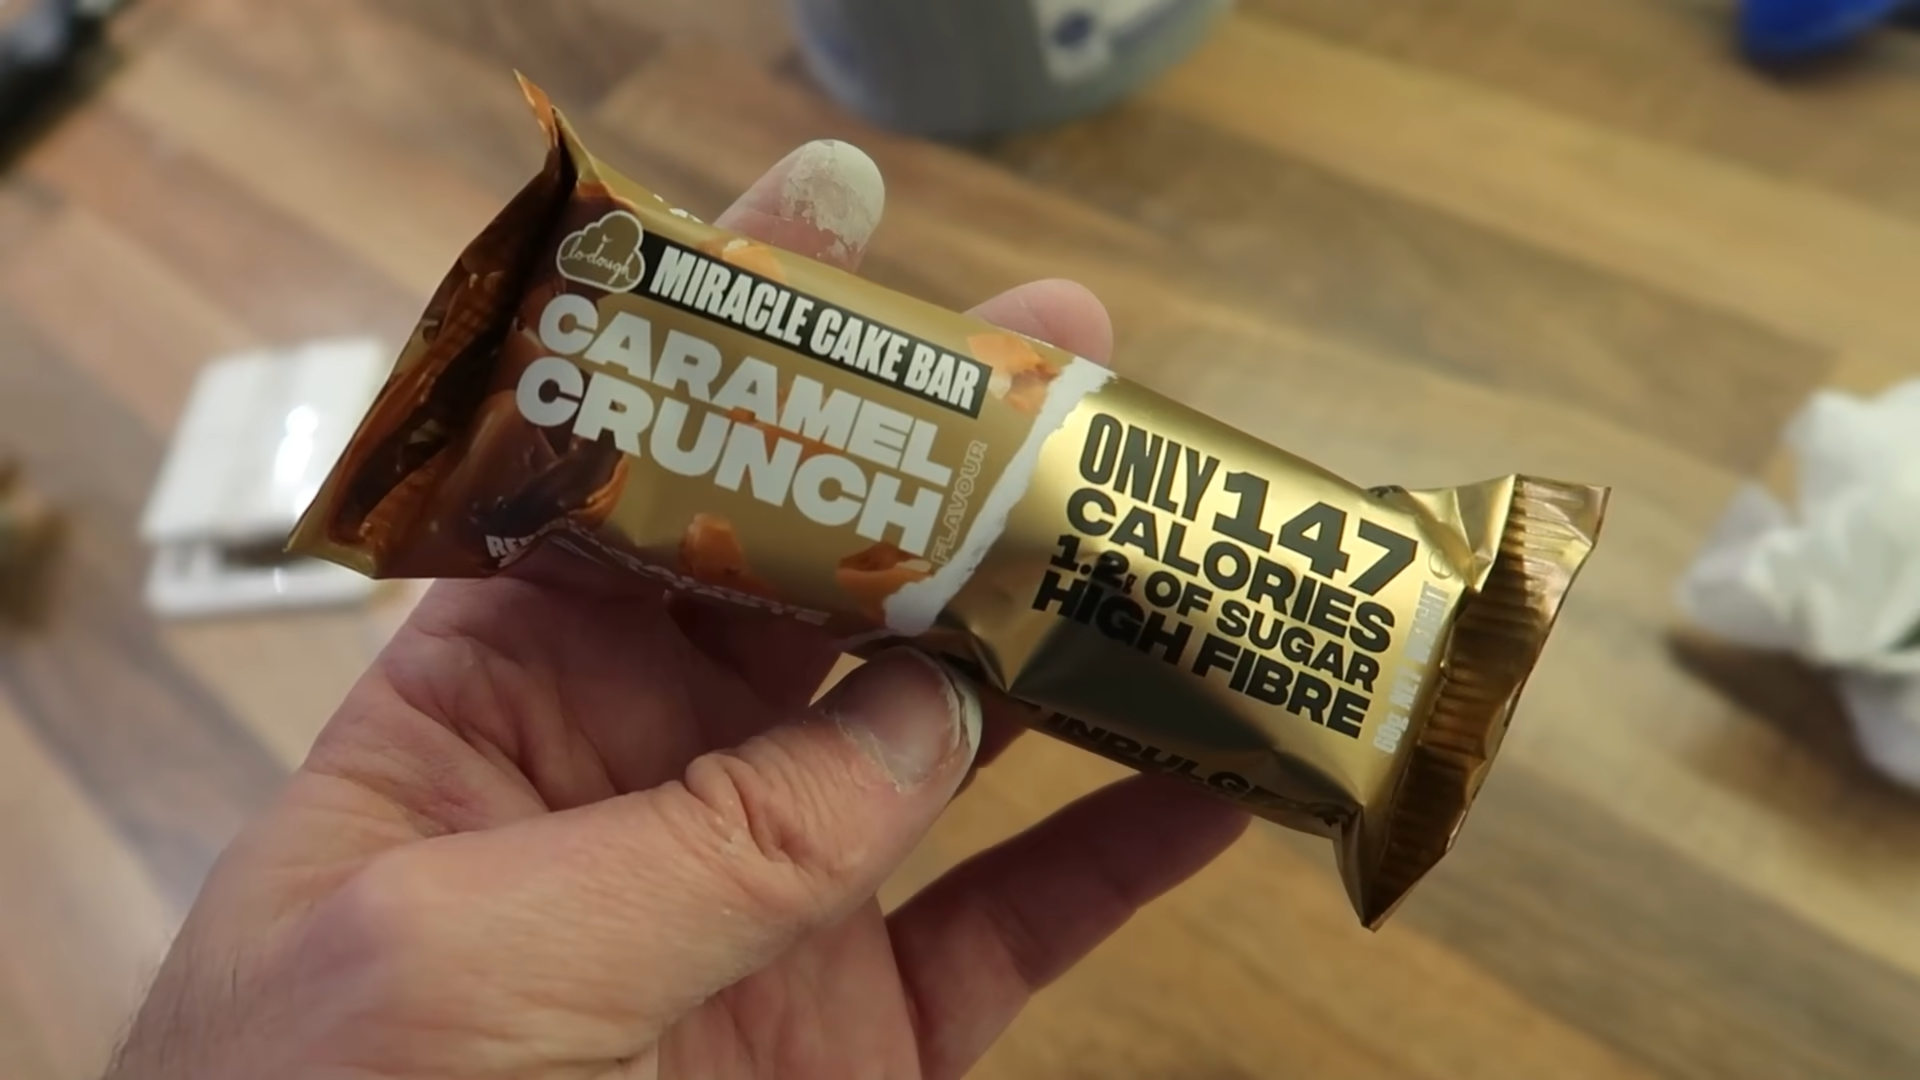 lo-dough
MIRACLE CAKE BAR
CARAMEL
CRUNCH
FLAVOUR
ONLY 147
CALORIES
1.2g OF SUGAR
HIGH FIBRE
60g NET WEIGHT e